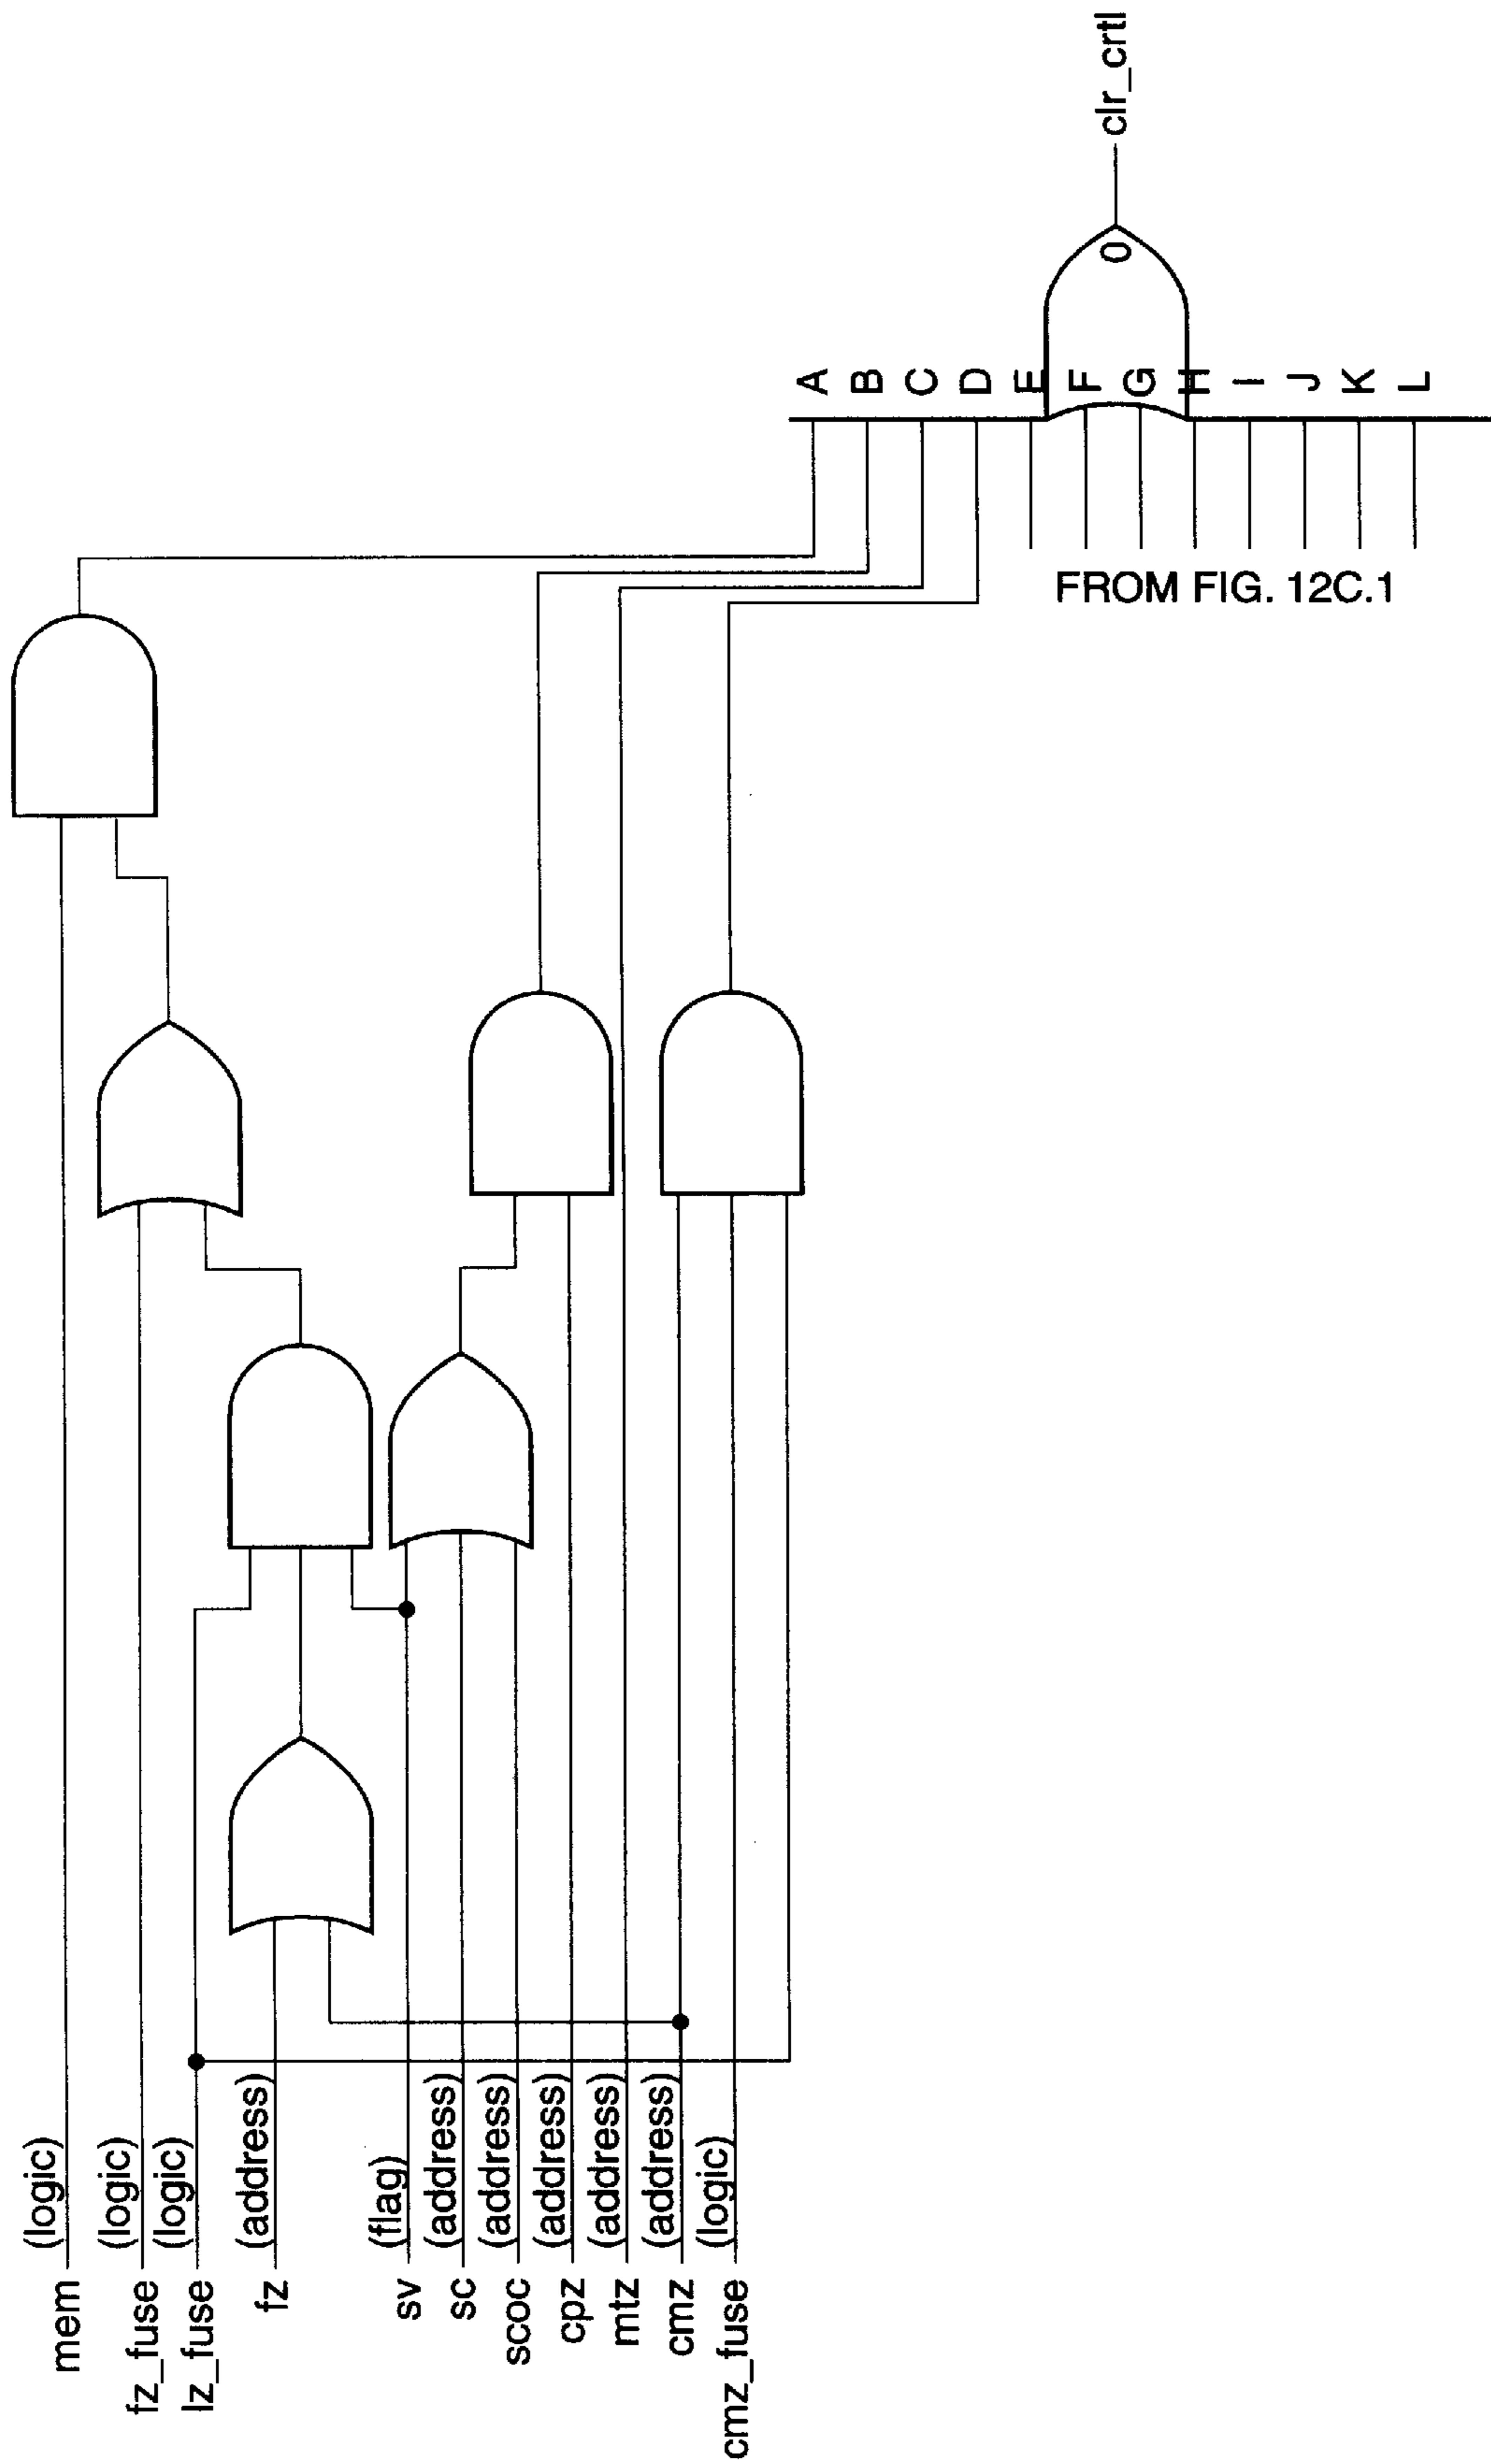 mem (logic)
fz_fuse (logic)
lz_fuse (logic)
fz (address)
sv (flag)
sc (address)
scoc (address)
cpz (address)
mtz (address)
cmz (address)
cmz_fuse (logic)
A
B
C
D
E
F
G
H
I
J
K
L
0
clr_crtl
FROM FIG. 12C.1